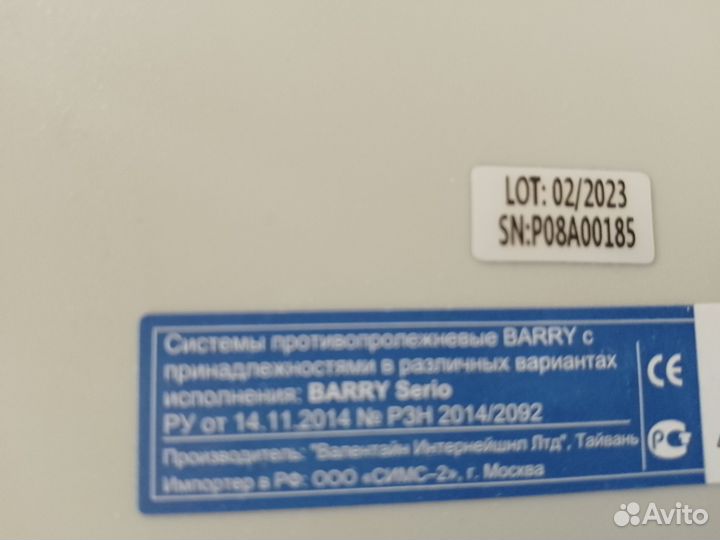 LOT: 02/2023
SN:P08A00185
Системы противопролежневые BARRY с
принадлежностями в различных вариантах
исполнения: BARRY Serio
РУ от 14.11.2014 № РЗН 2014/2092
Производитель: "Валентайн Интернейшнл Лтд", Тайвань
Импортер в РФ: ООО «СИМС-2», г. Москва
CE
РСТ
Avito